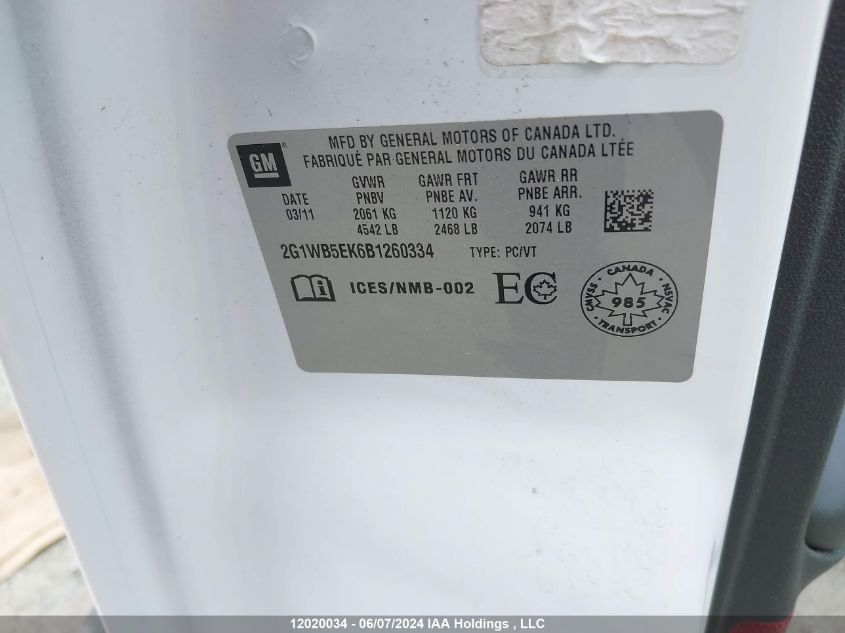 MFD BY GENERAL MOTORS OF CANADA LTD.
FABRIQUÉ PAR GENERAL MOTORS DU CANADA LTÉE
GM
DATE
03/11
GVWR
PNBV
2061 KG
4542 LB
GAWR FRT
PNBE AV.
1120 KG
2468 LB
GAWR RR
PNBE ARR.
941 KG
2074 LB
2G1WB5EK6B1260334 TYPE: PC/VT
ICES/NMB-002
EC
CANADA
CMVSS
985
NSVAC
TRANSPORT
12020034 - 06/07/2024 IAA Holdings , LLC